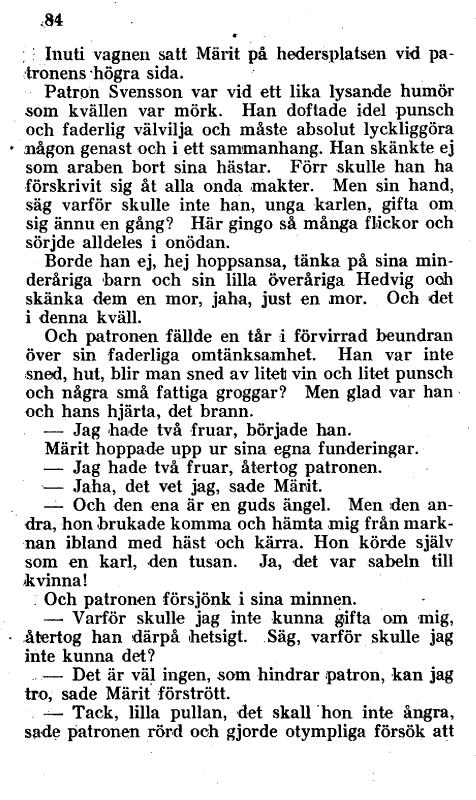 84
Inuti vagnen satt Märit på hedersplatsen vid pa-
tronens högra sida.
Patron Svensson var vid ett lika lysande humör
som kvällen var mörk. Han doftade idel punsch
och faderlig välvilja och måste absolut lyckliggöra
någon genast och i ett sammanhang. Han skänkte ej
som araben bort sina hästar. Förr skulle han ha
förskrivit sig åt alla onda makter. Men sin hand,
säg varför skulle inte han, unga karlen, gifta om
sig ännu en gång? Här gingo så många flickor och
sörjde alldeles i onödan.
Borde han ej, hej hoppsansa, tänka på sina min-
deråriga barn och sin lilla överåriga Hedvig och
skänka dem en mor, jaha, just en mor. Och det
i denna kväll.
Och patronen fällde en tår i förvirrad beundran
över sin faderliga omtänksamhet. Han var inte
sned, hut, blir man sned av litet vin och litet punsch
och några små fattiga groggar? Men glad var han
och hans hjärta, det brann.
— Jag hade två fruar, började han.
Märit hoppade upp ur sina egna funderingar.
— Jag hade två fruar, återtog patronen.
— Jaha, det vet jag, sade Märit.
— Och den ena är en guds ängel. Men den an-
dra, hon brukade komma och hämta mig från mark-
nan ibland med häst och kärra. Hon körde själv
som en karl, den tusan. Ja, det var sabeln till
kvinna!
Och patronen försjönk i sina minnen.
— Varför skulle jag inte kunna gifta om mig,
återtog han därpå hetsigt. Säg, varför skulle jag
inte kunna det?
— Det är väl ingen, som hindrar patron, kan jag
tro, sade Märit förstrött.
— Tack, lilla pullan, det skall hon inte ångra,
sade patronen rörd och gjorde otympliga försök att